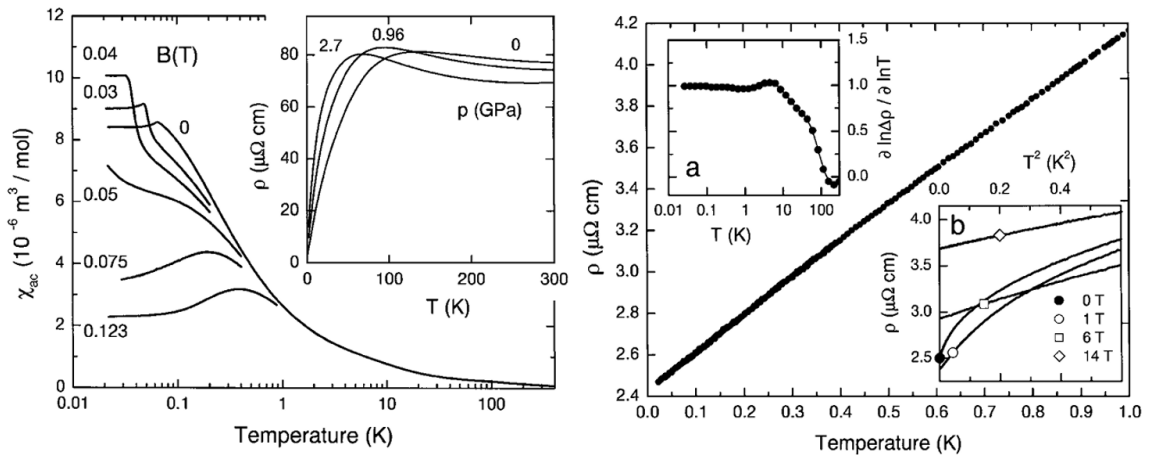 B(T)
0.04
0.03
0
0.05
0.075
0.123
12
10
8
6
4
2
0
χac (10⁻⁶ m³ / mol)
0.01 0.1 1 10 100
Temperature (K)
2.7 0.96 0
p (GPa)
100
80
60
40
20
0
ρ (μΩ cm)
0 100 200 300
T (K)
4.2
4.0
3.8
3.6
3.4
3.2
3.0
2.8
2.6
2.4
ρ (μΩ cm)
0.0 0.1 0.2 0.3 0.4 0.5 0.6 0.7 0.8 0.9 1.0
Temperature (K)
a
1.5
1.0
0.5
0.0
∂ lnΔρ / ∂ lnT
0.01 0.1 1 10 100
T (K)
T² (K²)
0.0 0.2 0.4
b
4.0
3.5
3.0
2.5
ρ (μΩ cm)
0 T
1 T
6 T
14 T